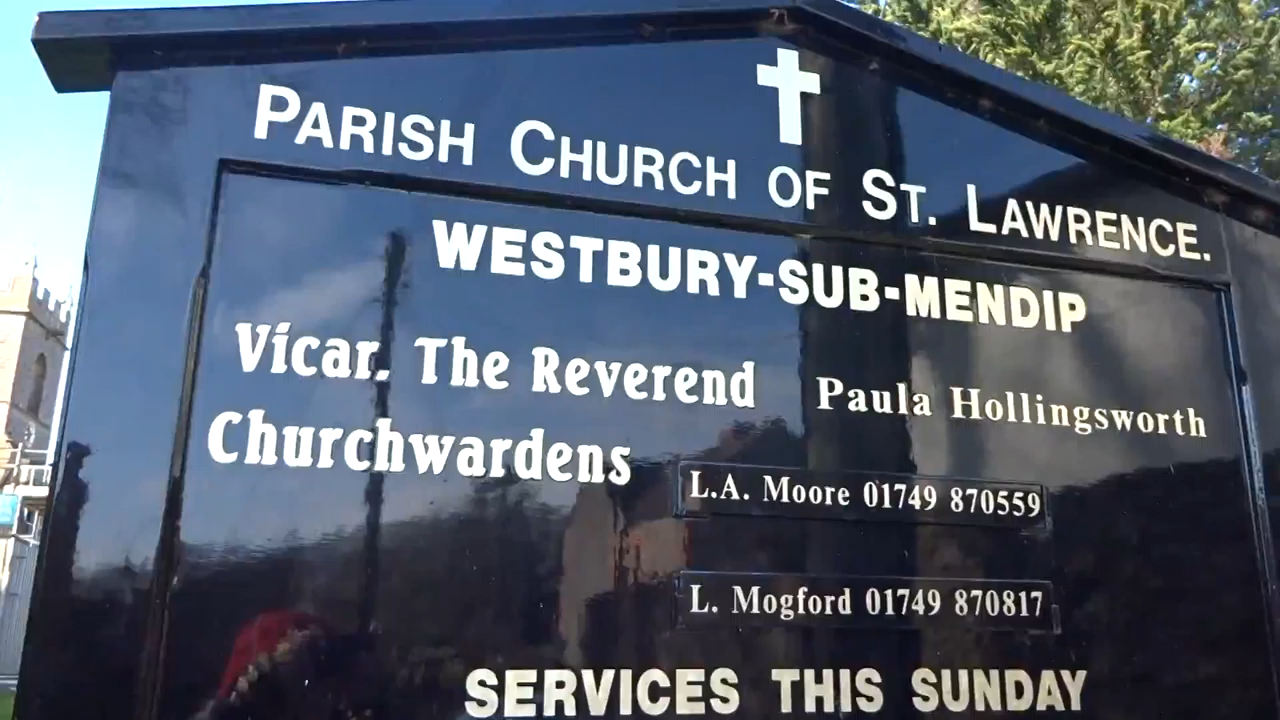 PARISH CHURCH OF ST. LAWRENCE.
WESTBURY-SUB-MENDIP
Vicar. The Reverend Paula Hollingsworth
Churchwardens
L.A. Moore 01749 870559
L. Mogford 01749 870817
SERVICES THIS SUNDAY